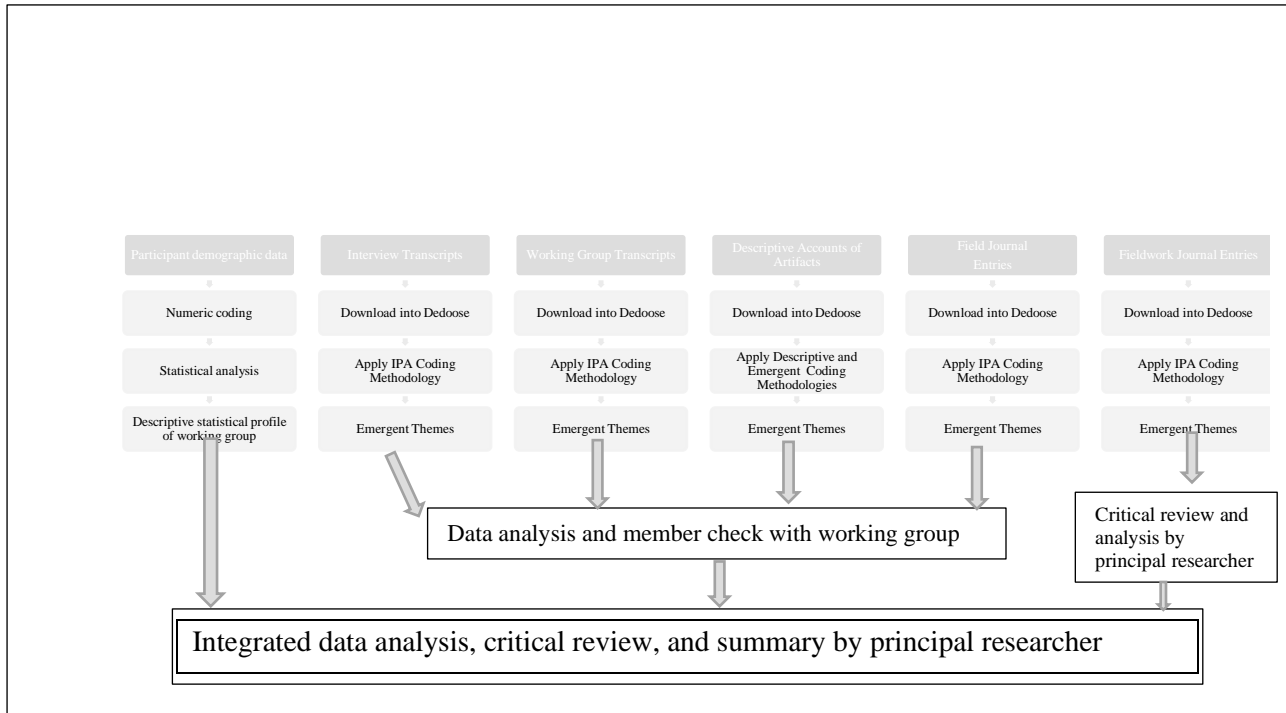 Participant demographic data
Interview Transcripts
Working Group Transcripts
Descriptive Accounts of
Artifacts
Field Journal
Entries
Fieldwork Journal Entries
Numeric coding
Download into Dedoose
Download into Dedoose
Download into Dedoose
Download into Dedoose
Download into Dedoose
Statistical analysis
Apply IPA Coding
Methodology
Apply IPA Coding
Methodology
Apply Descriptive and
Emergent Coding
Methodologies
Apply IPA Coding
Methodology
Apply IPA Coding
Methodology
Descriptive statistical profile
of working group
Emergent Themes
Emergent Themes
Emergent Themes
Emergent Themes
Emergent Themes
Data analysis and member check with working group
Critical review and
analysis by
principal researcher
Integrated data analysis, critical review, and summary by principal researcher